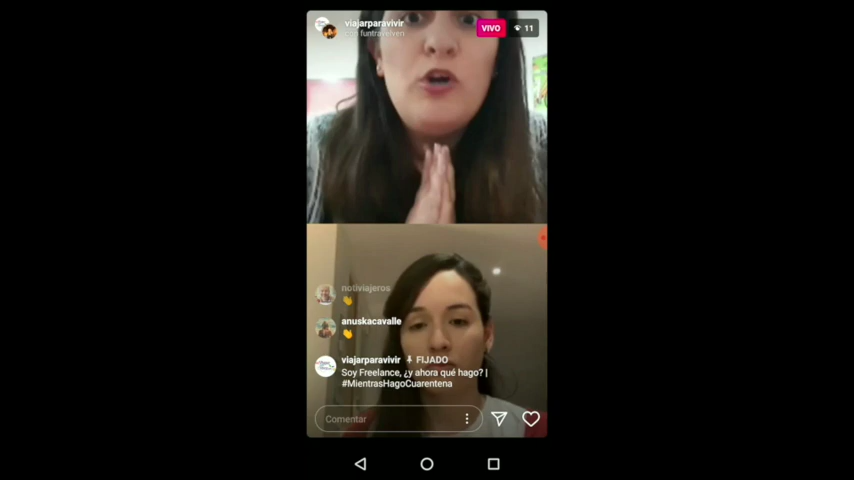 viajarparavivir
con funtravelven
VIVO
11
notiviajeros
anuskacavalle
viajarparavivir FIJADO
Soy Freelance, ¿y ahora qué hago? |
#MientrasHagoCuarentena
Comentar